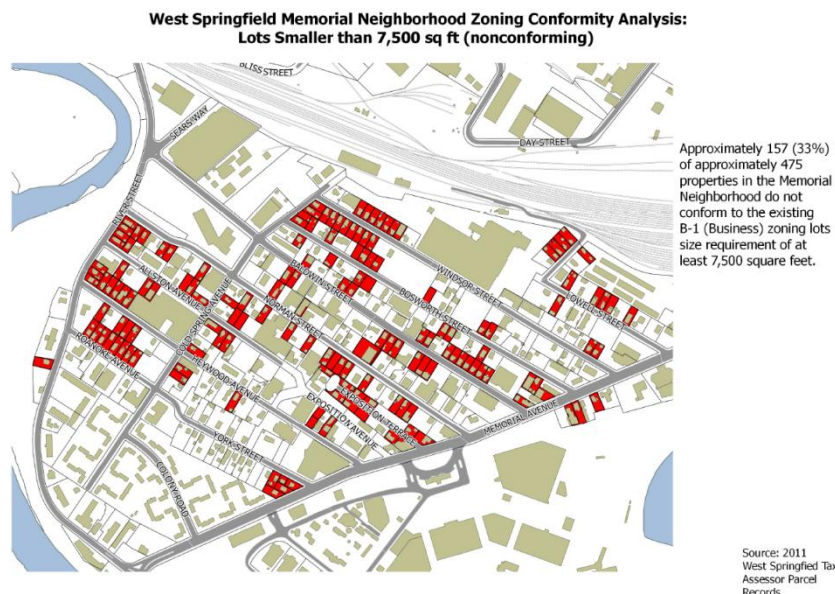 West Springfield Memorial Neighborhood Zoning Conformity Analysis:
Lots Smaller than 7,500 sq ft (nonconforming)
BLISS STREET
SEARS WAY
DAY STREET
RIVER STREET
Approximately 157 (33%)
of approximately 475
properties in the Memorial
Neighborhood do not
conform to the existing
B-1 (Business) zoning lots
size requirement of at
least 7,500 square feet.
ALLSTON AVENUE
COLD SPRING AVENUE
BALDWIN STREET
WINDSOR STREET
BOSWORTH STREET
NORMAN STREET
LOWELL STREET
ROANOKE AVENUE
HEYWOOD AVENUE
EXPOSITION TERRACE
EXPOSITION AVENUE
MEMORIAL AVENUE
YORK STREET
COLONY ROAD
Source: 2011
West Springfied Tax
Assessor Parcel
Records